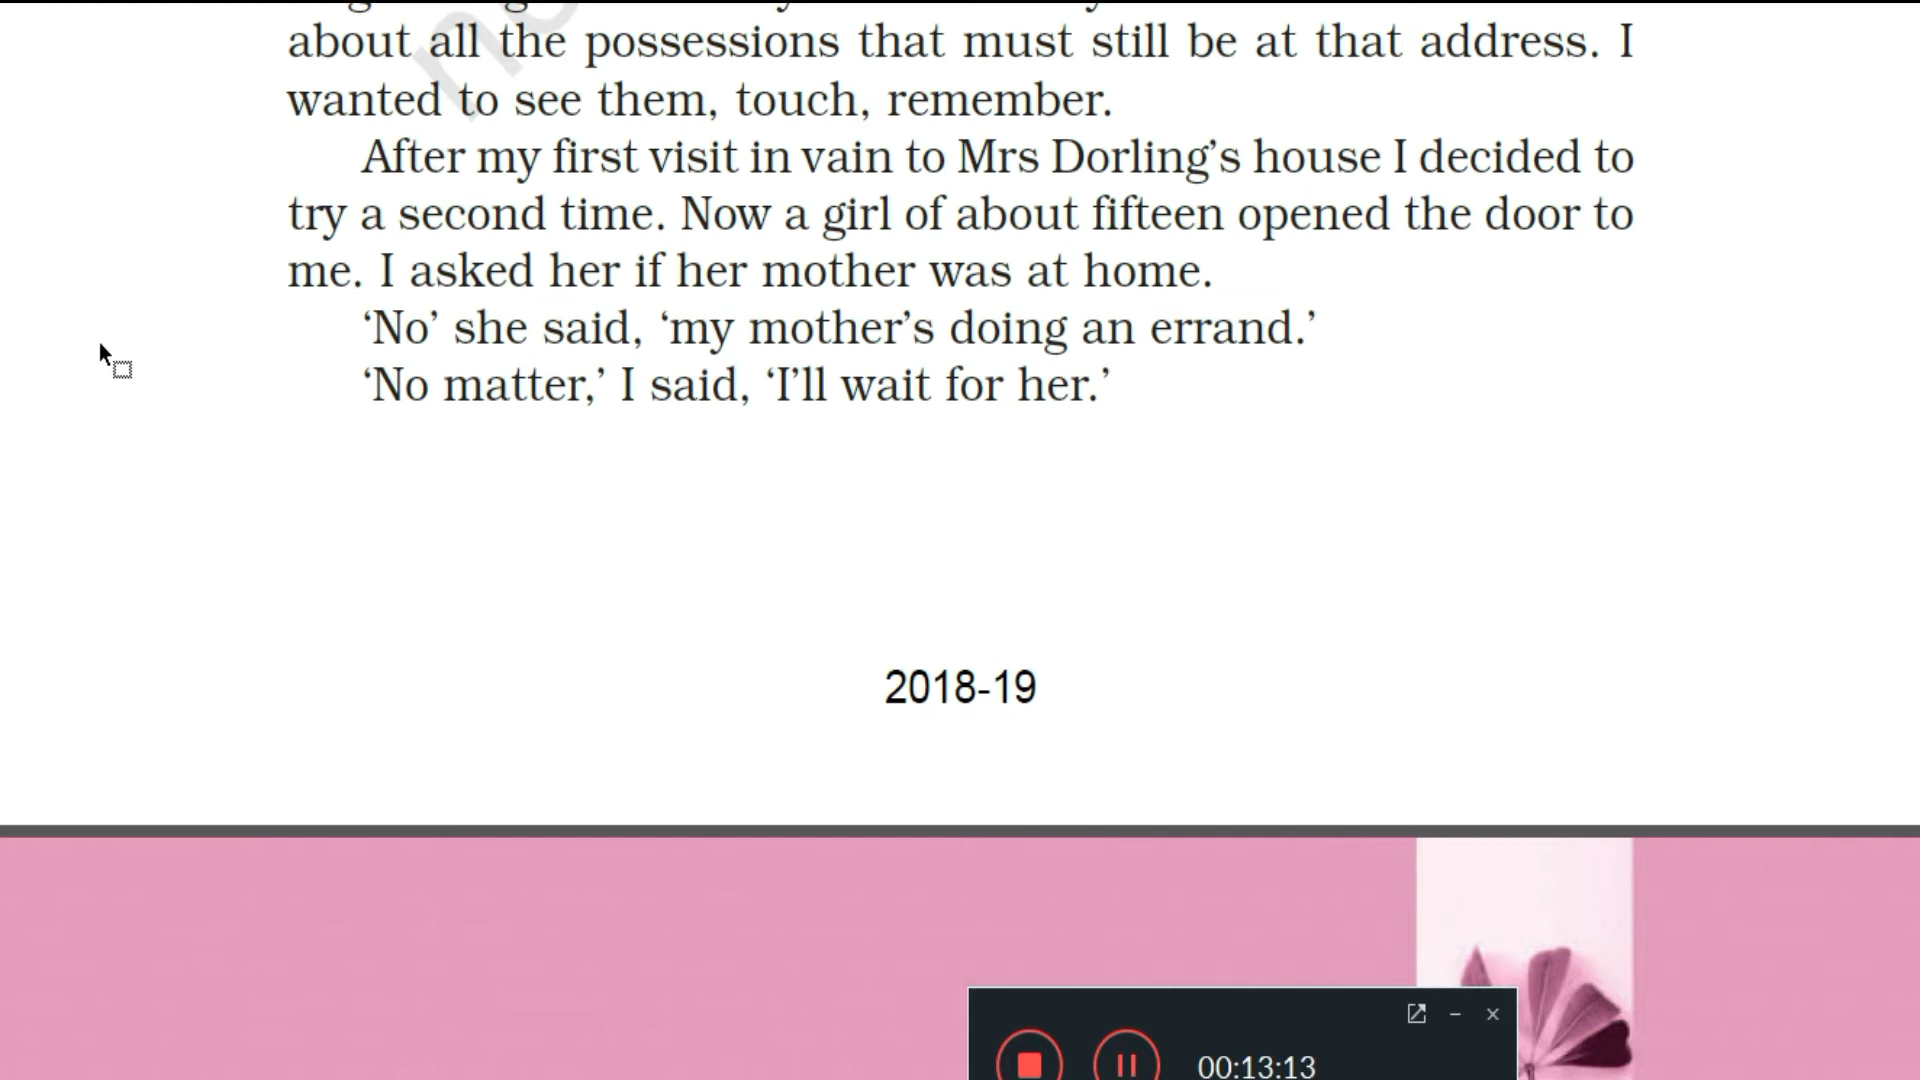 about all the possessions that must still be at that address. I
wanted to see them, touch, remember.
After my first visit in vain to Mrs Dorling’s house I decided to
try a second time. Now a girl of about fifteen opened the door to
me. I asked her if her mother was at home.
‘No’ she said, ‘my mother’s doing an errand.’
‘No matter,’ I said, ‘I’ll wait for her.’
2018-19
00:13:13